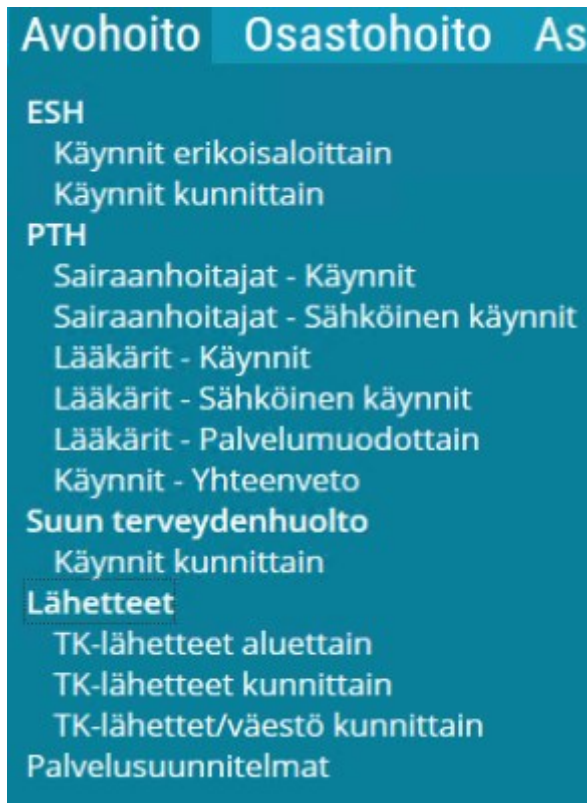 Avohoito Osastohoito As
ESH
Käynnit erikoisaloittain
Käynnit kunnittain
PTH
Sairaanhoitajat - Käynnit
Sairaanhoitajat - Sähköinen käynnit
Lääkärit - Käynnit
Lääkärit - Sähköinen käynnit
Lääkärit - Palvelumuodottain
Käynnit - Yhteenveto
Suun terveydenhuolto
Käynnit kunnittain
Lähetteet
TK-lähetteet aluettain
TK-lähetteet kunnittain
TK-lähettet/väestö kunnittain
Palvelusuunnitelmat